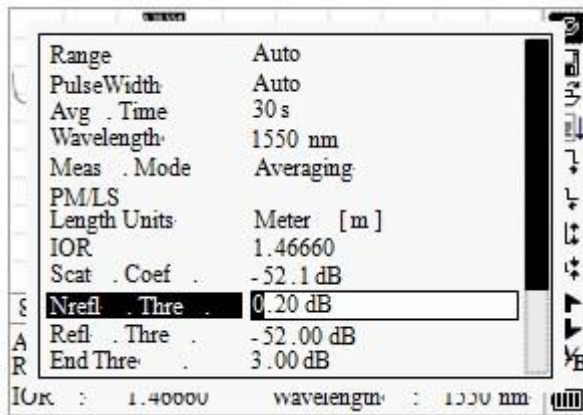 Range Auto
PulseWidth Auto
Avg . Time 30 s
Wavelength 1550 nm
Meas . Mode Averaging
PM/LS
Length Units Meter [ m ]
IOR 1.46660
Scat . Coef . -52.1 dB
Nrefl . Thre . 0.20 dB
Refl . Thre . -52.00 dB
End Thre 3.00 dB
A
R
IOR : 1.46660 Wavelength : 1550 nm